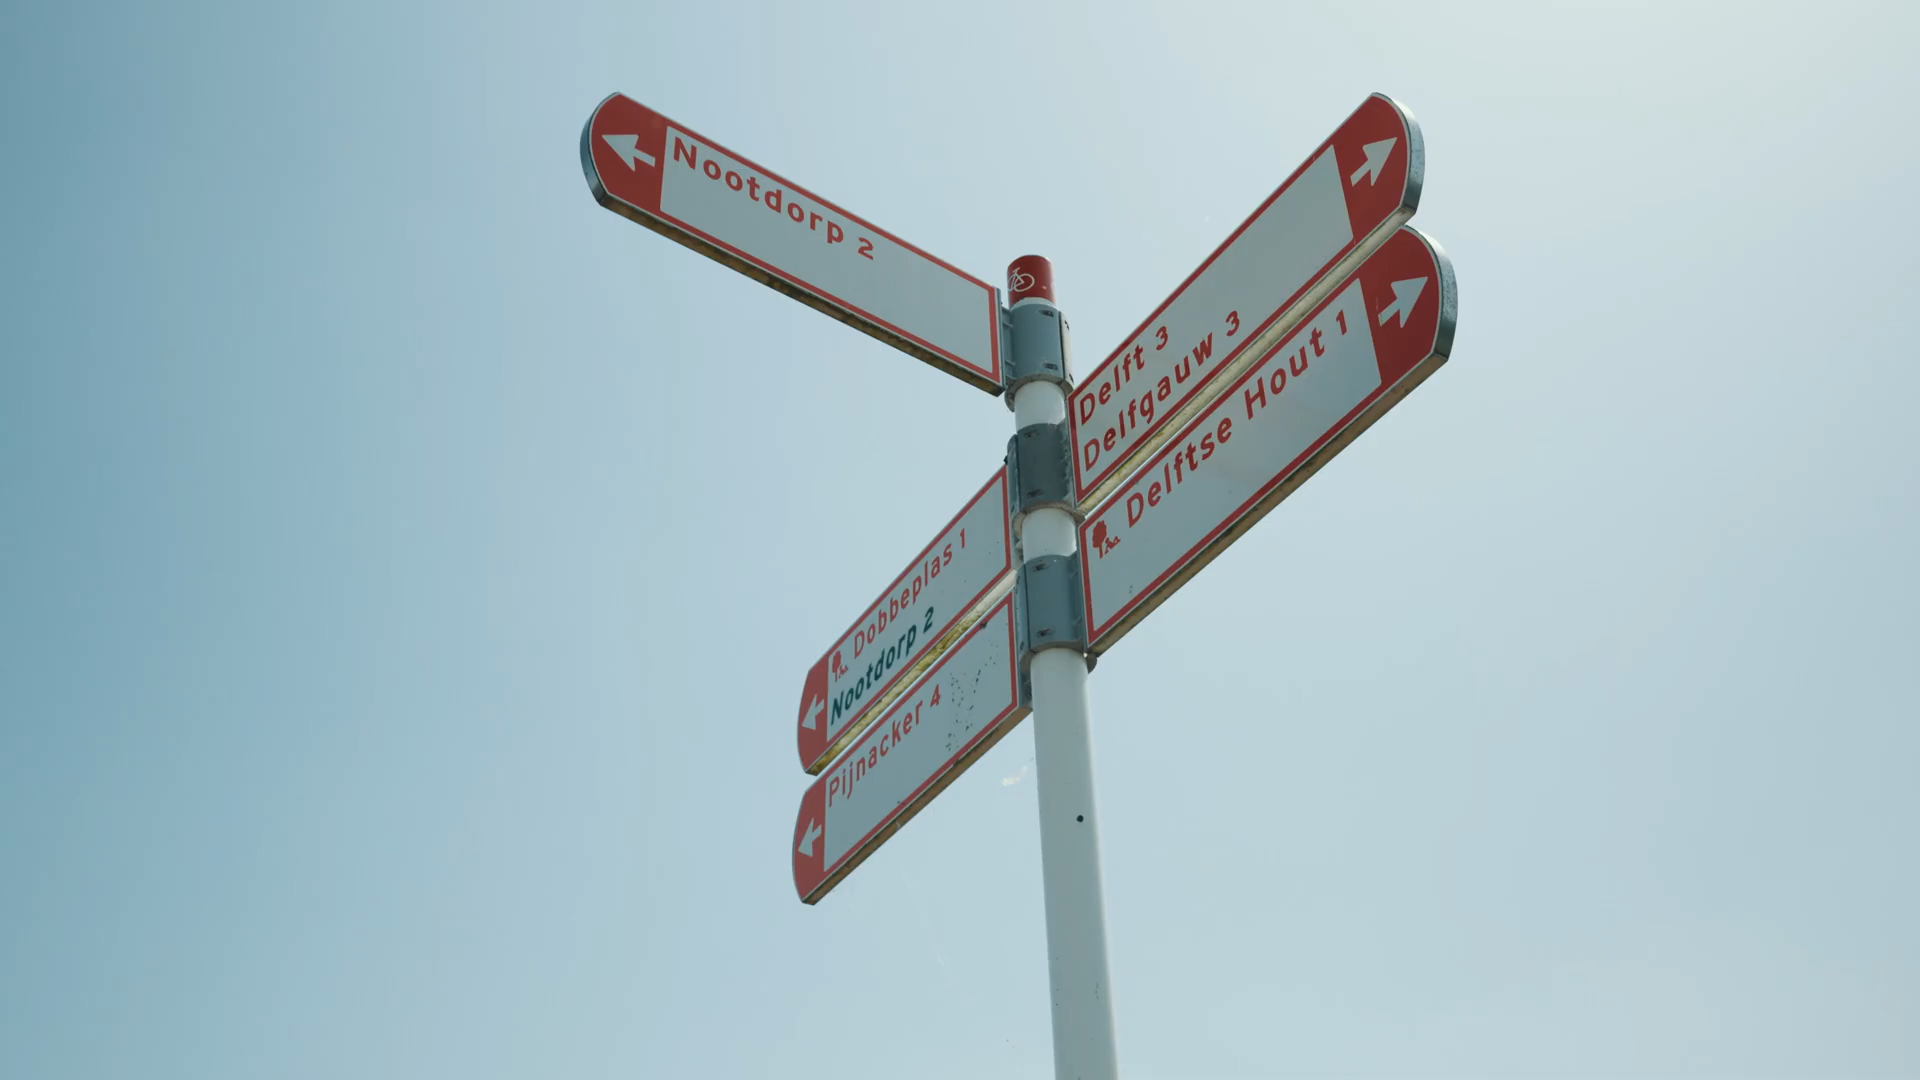 Nootdorp 2
Delft 3
Delfgauw 3
Delftse Hout 1
Dobbeplas 1
Nootdorp 2
Pijnacker 4